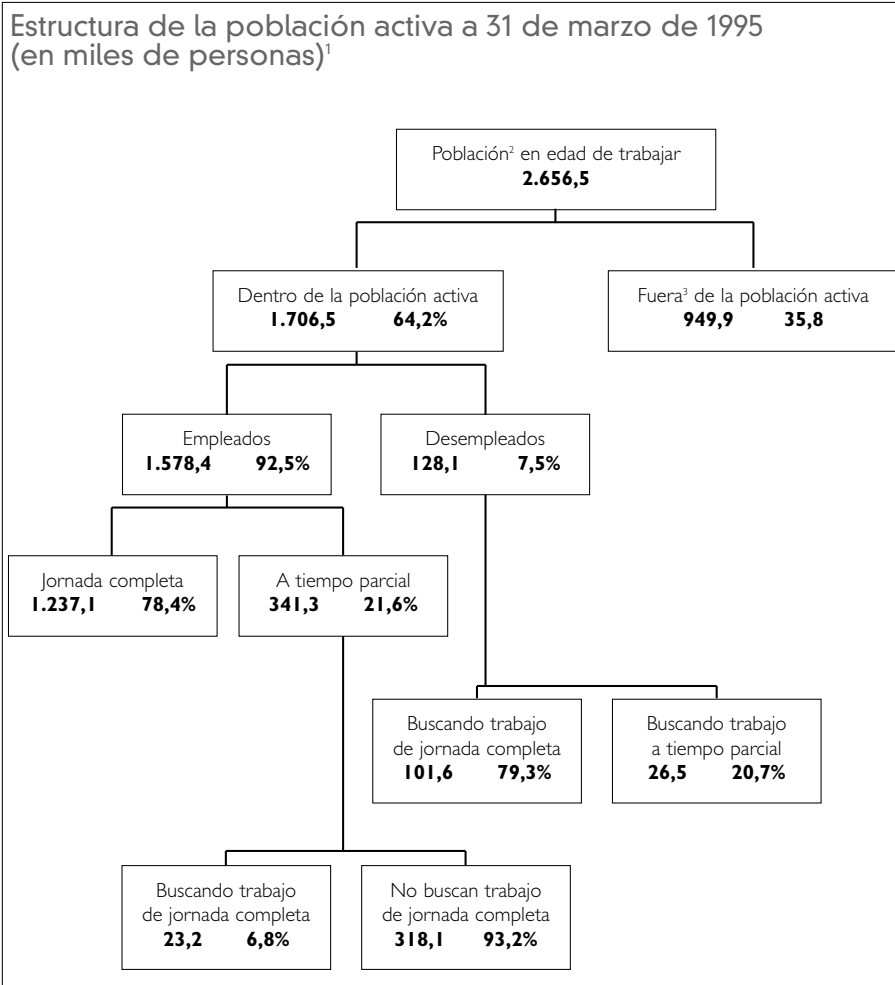 Estructura de la población activa a 31 de marzo de 1995
(en miles de personas)¹
Población² en edad de trabajar
2.656,5
Dentro de la población activa
1.706,5 64,2%
Fuera³ de la población activa
949,9 35,8
Empleados
1.578,4 92,5%
Desempleados
128,1 7,5%
Jornada completa
1.237,1 78,4%
A tiempo parcial
341,3 21,6%
Buscando trabajo
de jornada completa
101,6 79,3%
Buscando trabajo
a tiempo parcial
26,5 20,7%
Buscando trabajo
de jornada completa
23,2 6,8%
No buscan trabajo
de jornada completa
318,1 93,2%